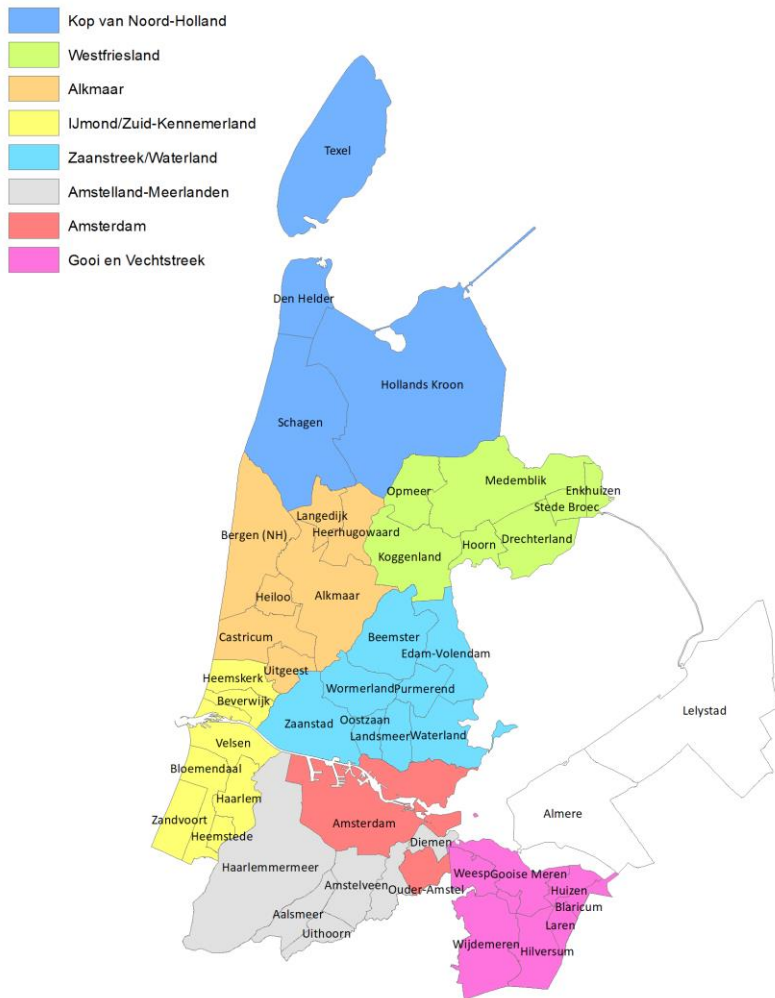 Kop van Noord-Holland
Westfriesland
Alkmaar
IJmond/Zuid-Kennemerland
Zaanstreek/Waterland
Amstelland-Meerlanden
Amsterdam
Gooi en Vechtstreek
Texel
Den Helder
Hollands Kroon
Schagen
Medemblik
Opmeer
Enkhuizen
Stede Broec
Langedijk
Bergen (NH)
Heerhugowaard
Hoorn
Drechterland
Koggenland
Heiloo
Alkmaar
Castricum
Beemster
Edam-Volendam
Uitgeest
Heemskerk
Wormerland
Purmerend
Beverwijk
Lelystad
Zaanstad
Oostzaan
Landsmeer
Waterland
Velsen
Bloemendaal
Haarlem
Almere
Zandvoort
Amsterdam
Heemstede
Diemen
Haarlemmermeer
Weesp
Gooise Meren
Amstelveen
Ouder-Amstel
Huizen
Blaricum
Aalsmeer
Laren
Uithoorn
Wijdemeren
Hilversum